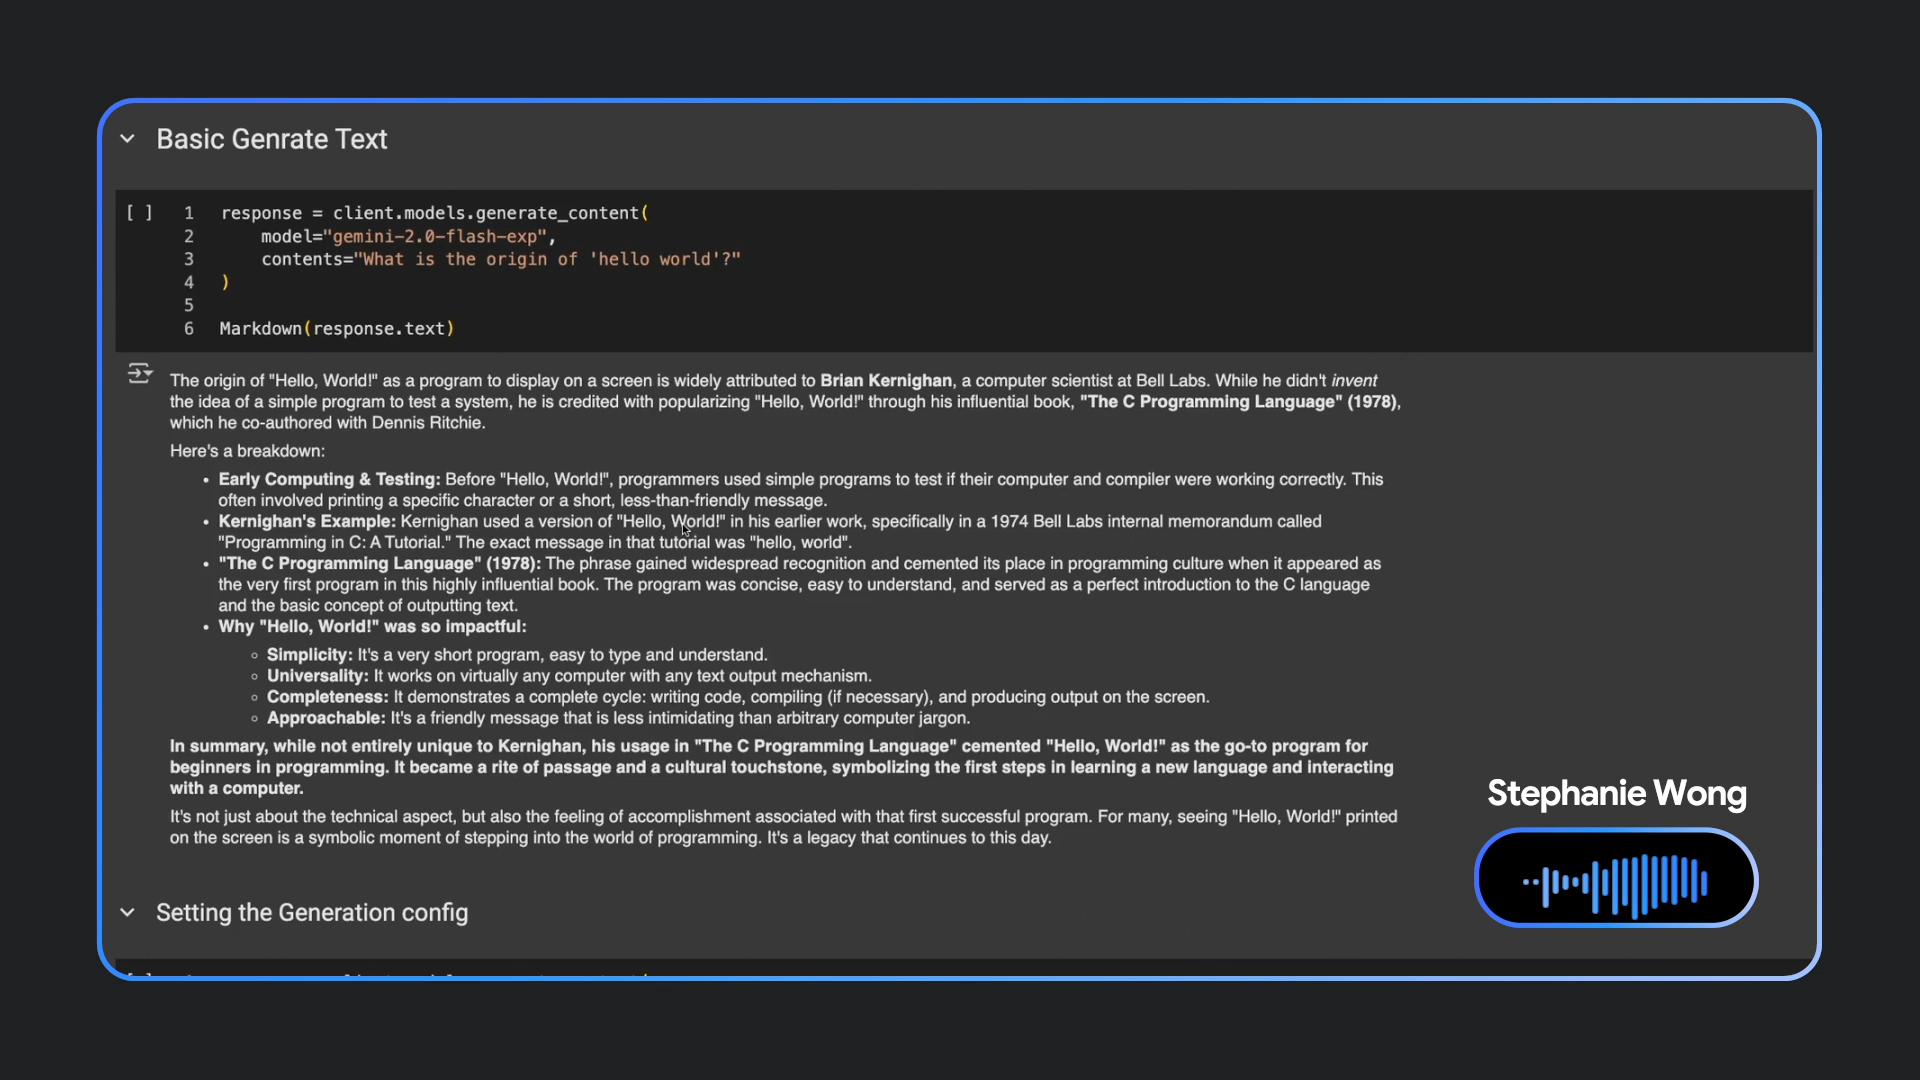 Basic Genrate Text
[ ]
1 response = client.models.generate_content(
2 model="gemini-2.0-flash-exp",
3 contents="What is the origin of 'hello world'?"
4 )
5
6 Markdown(response.text)
The origin of "Hello, World!" as a program to display on a screen is widely attributed to Brian Kernighan, a computer scientist at Bell Labs. While he didn't invent
the idea of a simple program to test a system, he is credited with popularizing "Hello, World!" through his influential book, "The C Programming Language" (1978),
which he co-authored with Dennis Ritchie.
Here's a breakdown:
• Early Computing & Testing: Before "Hello, World!", programmers used simple programs to test if their computer and compiler were working correctly. This
often involved printing a specific character or a short, less-than-friendly message.
• Kernighan's Example: Kernighan used a version of "Hello, World!" in his earlier work, specifically in a 1974 Bell Labs internal memorandum called
"Programming in C: A Tutorial." The exact message in that tutorial was "hello, world".
• "The C Programming Language" (1978): The phrase gained widespread recognition and cemented its place in programming culture when it appeared as
the very first program in this highly influential book. The program was concise, easy to understand, and served as a perfect introduction to the C language
and the basic concept of outputting text.
• Why "Hello, World!" was so impactful:
◦ Simplicity: It's a very short program, easy to type and understand.
◦ Universality: It works on virtually any computer with any text output mechanism.
◦ Completeness: It demonstrates a complete cycle: writing code, compiling (if necessary), and producing output on the screen.
◦ Approachable: It's a friendly message that is less intimidating than arbitrary computer jargon.
In summary, while not entirely unique to Kernighan, his usage in "The C Programming Language" cemented "Hello, World!" as the go-to program for
beginners in programming. It became a rite of passage and a cultural touchstone, symbolizing the first steps in learning a new language and interacting
with a computer.
It's not just about the technical aspect, but also the feeling of accomplishment associated with that first successful program. For many, seeing "Hello, World!" printed
on the screen is a symbolic moment of stepping into the world of programming. It's a legacy that continues to this day.
Stephanie Wong
Setting the Generation config